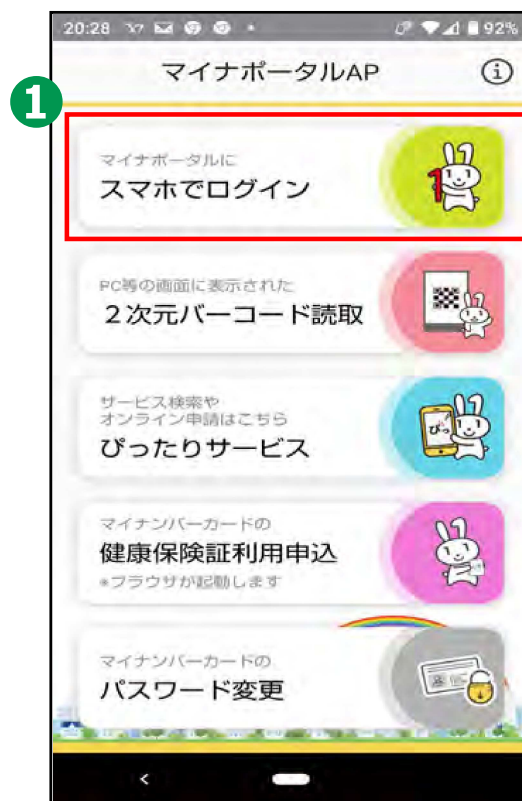 20:28
92%
マイナポータルAP
1
マイナポータルに
スマホでログイン
PC等の画面に表示された
２次元バーコード読取
サービス検索や
オンライン申請はこちら
ぴったりサービス
ぴっ
マイナンバーカードの
健康保険証利用申込
*ブラウザが起動します
マイナンバーカードの
パスワード変更